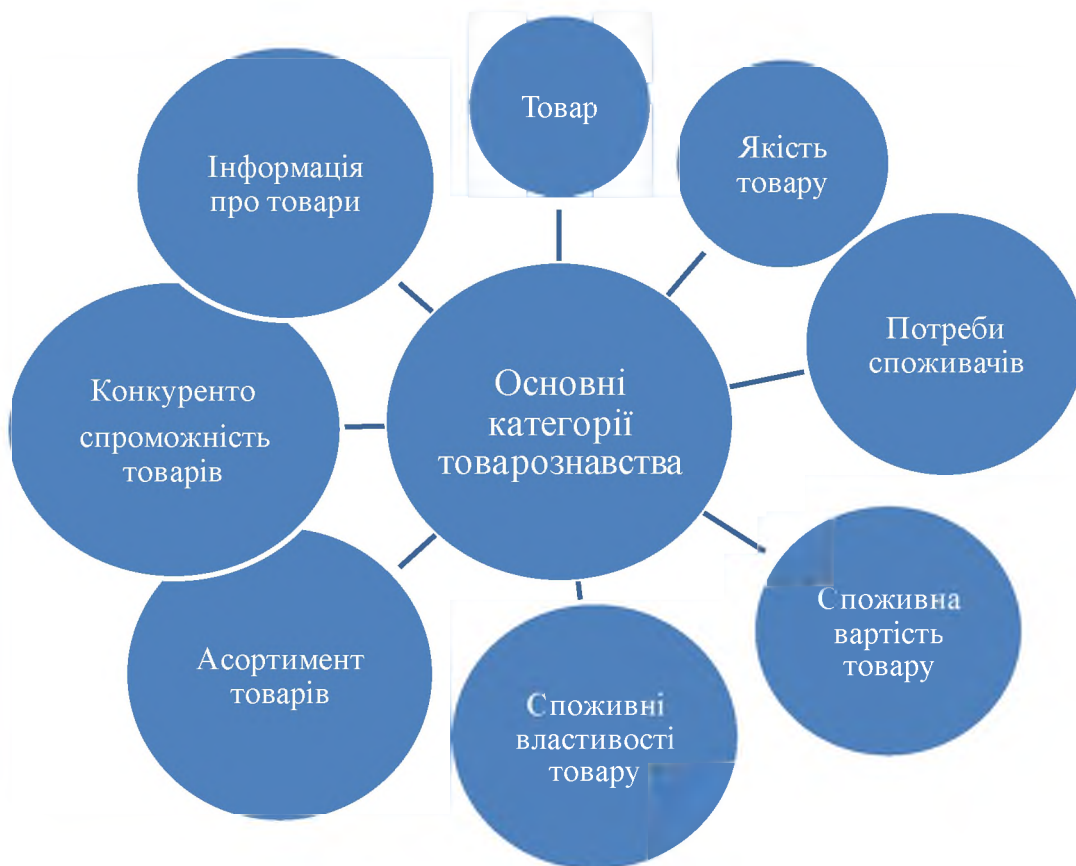 Товар
Якість
товару
Потреби
споживачів
Споживна
вартість
товару
Споживні
властивості
товару
Асортимент
товарів
Конкуренто
спроможність
товарів
Інформація
про товари
Основні
категорії
товарознавства